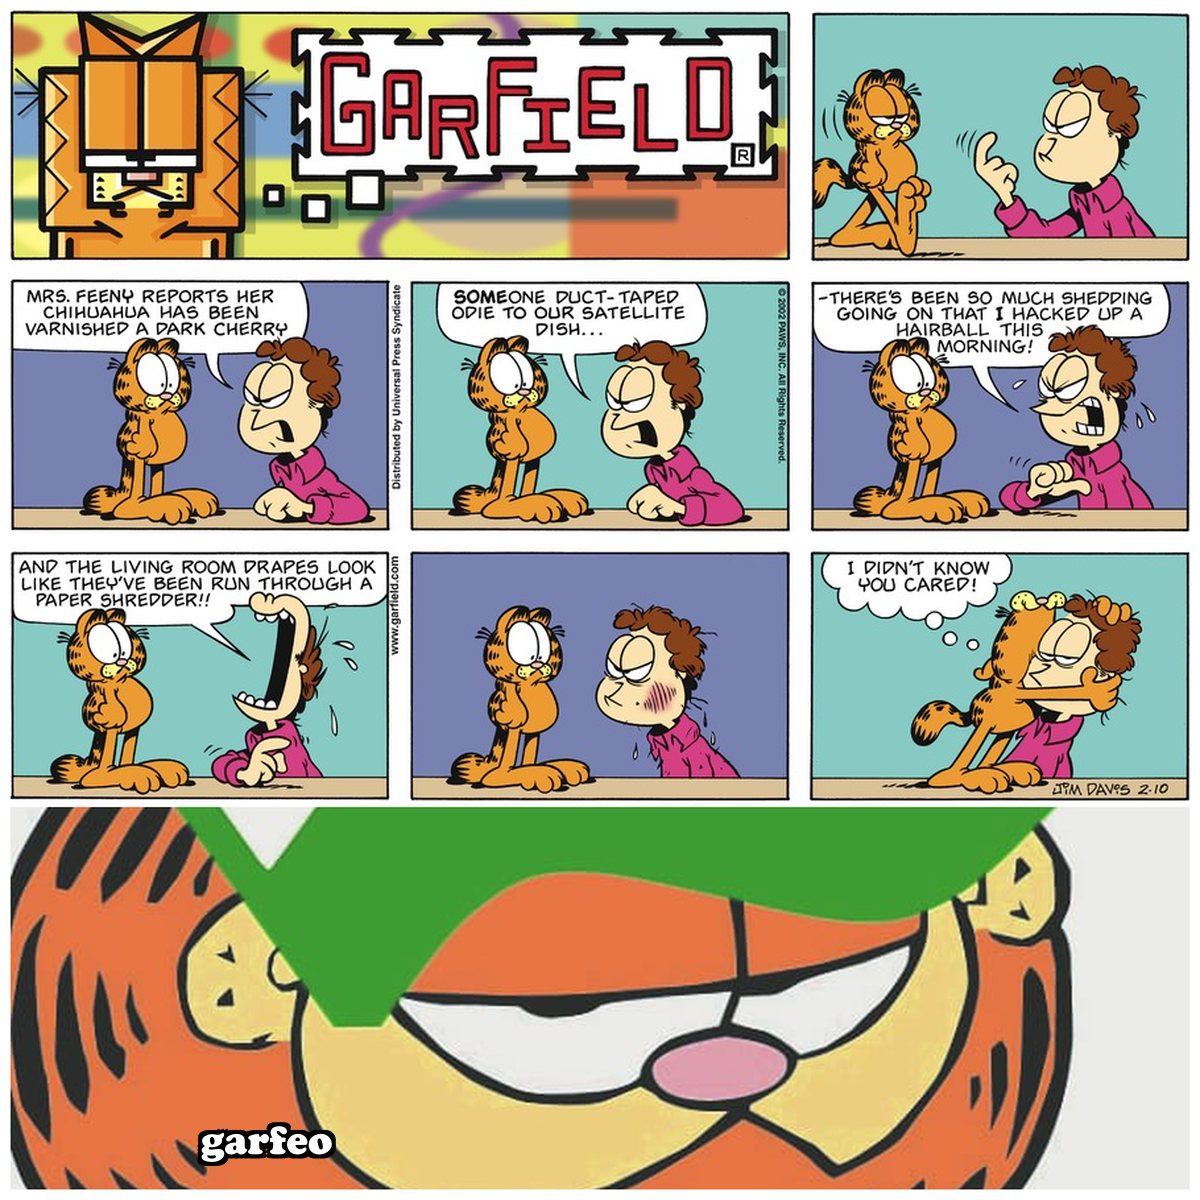 GARFIELD
®
MRS. FEENY REPORTS HER
CHIHUAHUA HAS BEEN
VARNISHED A DARK CHERRY
Distributed by Universal Press Syndicate
SOMEONE DUCT-TAPED
ODIE TO OUR SATELLITE
DISH...
© 2002 PAWS, INC. All Rights Reserved.
-THERE'S BEEN SO MUCH SHEDDING
GOING ON THAT I HACKED UP A
HAIRBALL THIS
MORNING!
AND THE LIVING ROOM DRAPES LOOK
LIKE THEY'VE BEEN RUN THROUGH A
PAPER SHREDDER!!
www.garfield.com
I DIDN'T KNOW
YOU CARED!
JIM DAVIS 2-10
garfeo